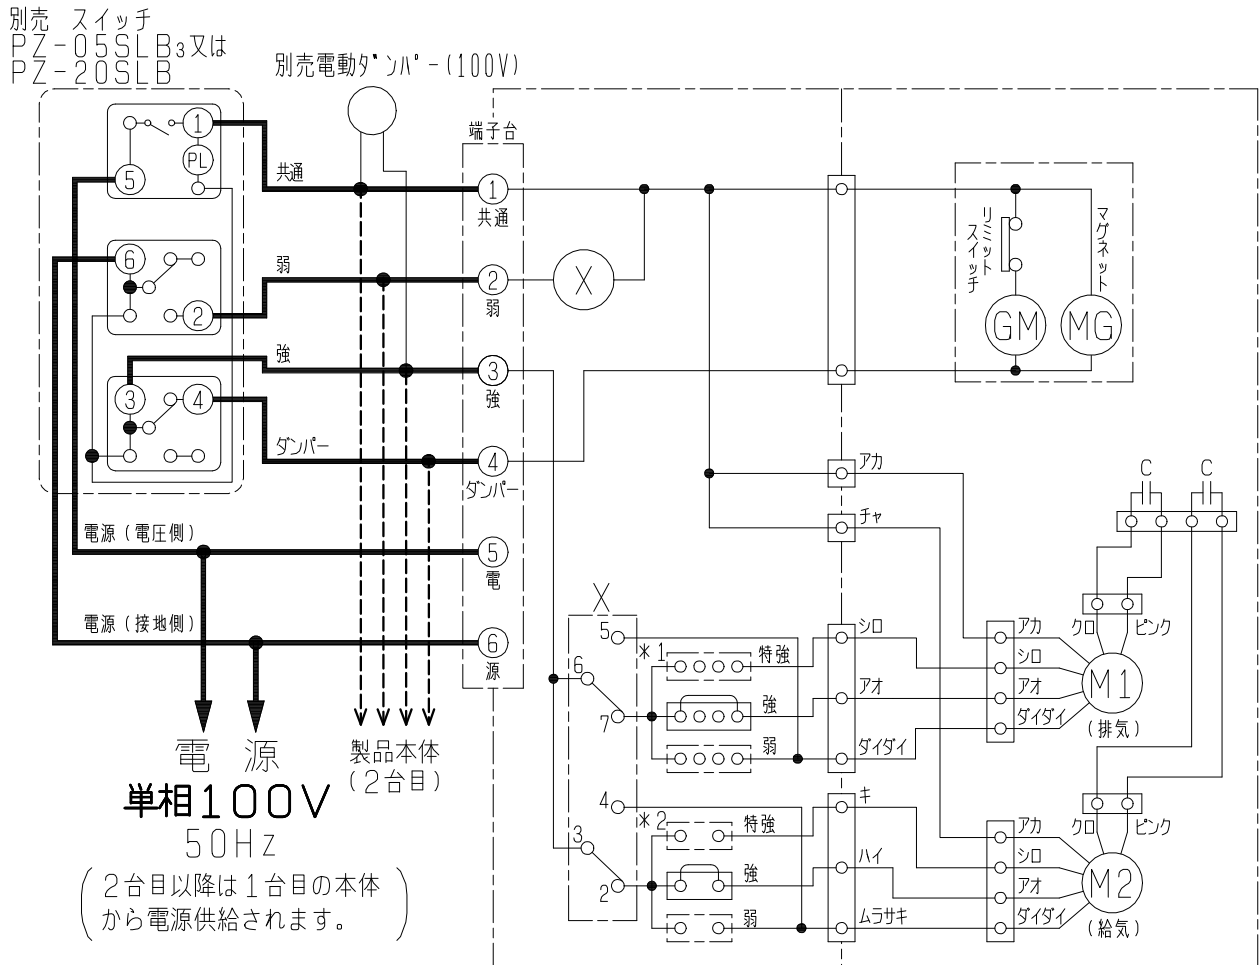 別売 スイッチ
PZ-05SLB₃又は
PZ-20SLB
別売電動ダンパー(100V)
端子台
1
PL
5
共通
1
共通
6
2
弱
X
2
弱
3
4
強
3
強
ダンパー
4
ダンパー
リミット
スイッチ
マグネット
GM
MG
電源(電圧側)
5
電
電源(接地側)
6
源
アカ
チャ
C
C
X
5
6
7
4
3
2
*1
特強
強
弱
*2
特強
強
弱
シロ
アオ
ダイダイ
キ
ハイ
ムラサキ
クロ
ピンク
アカ
シロ
アオ
ダイダイ
M1
(排気)
クロ
ピンク
アカ
シロ
アオ
ダイダイ
M2
(給気)
電 源
単相100V
50Hz
製品本体
(2台目)
(2台目以降は1台目の本体
から電源供給されます。)